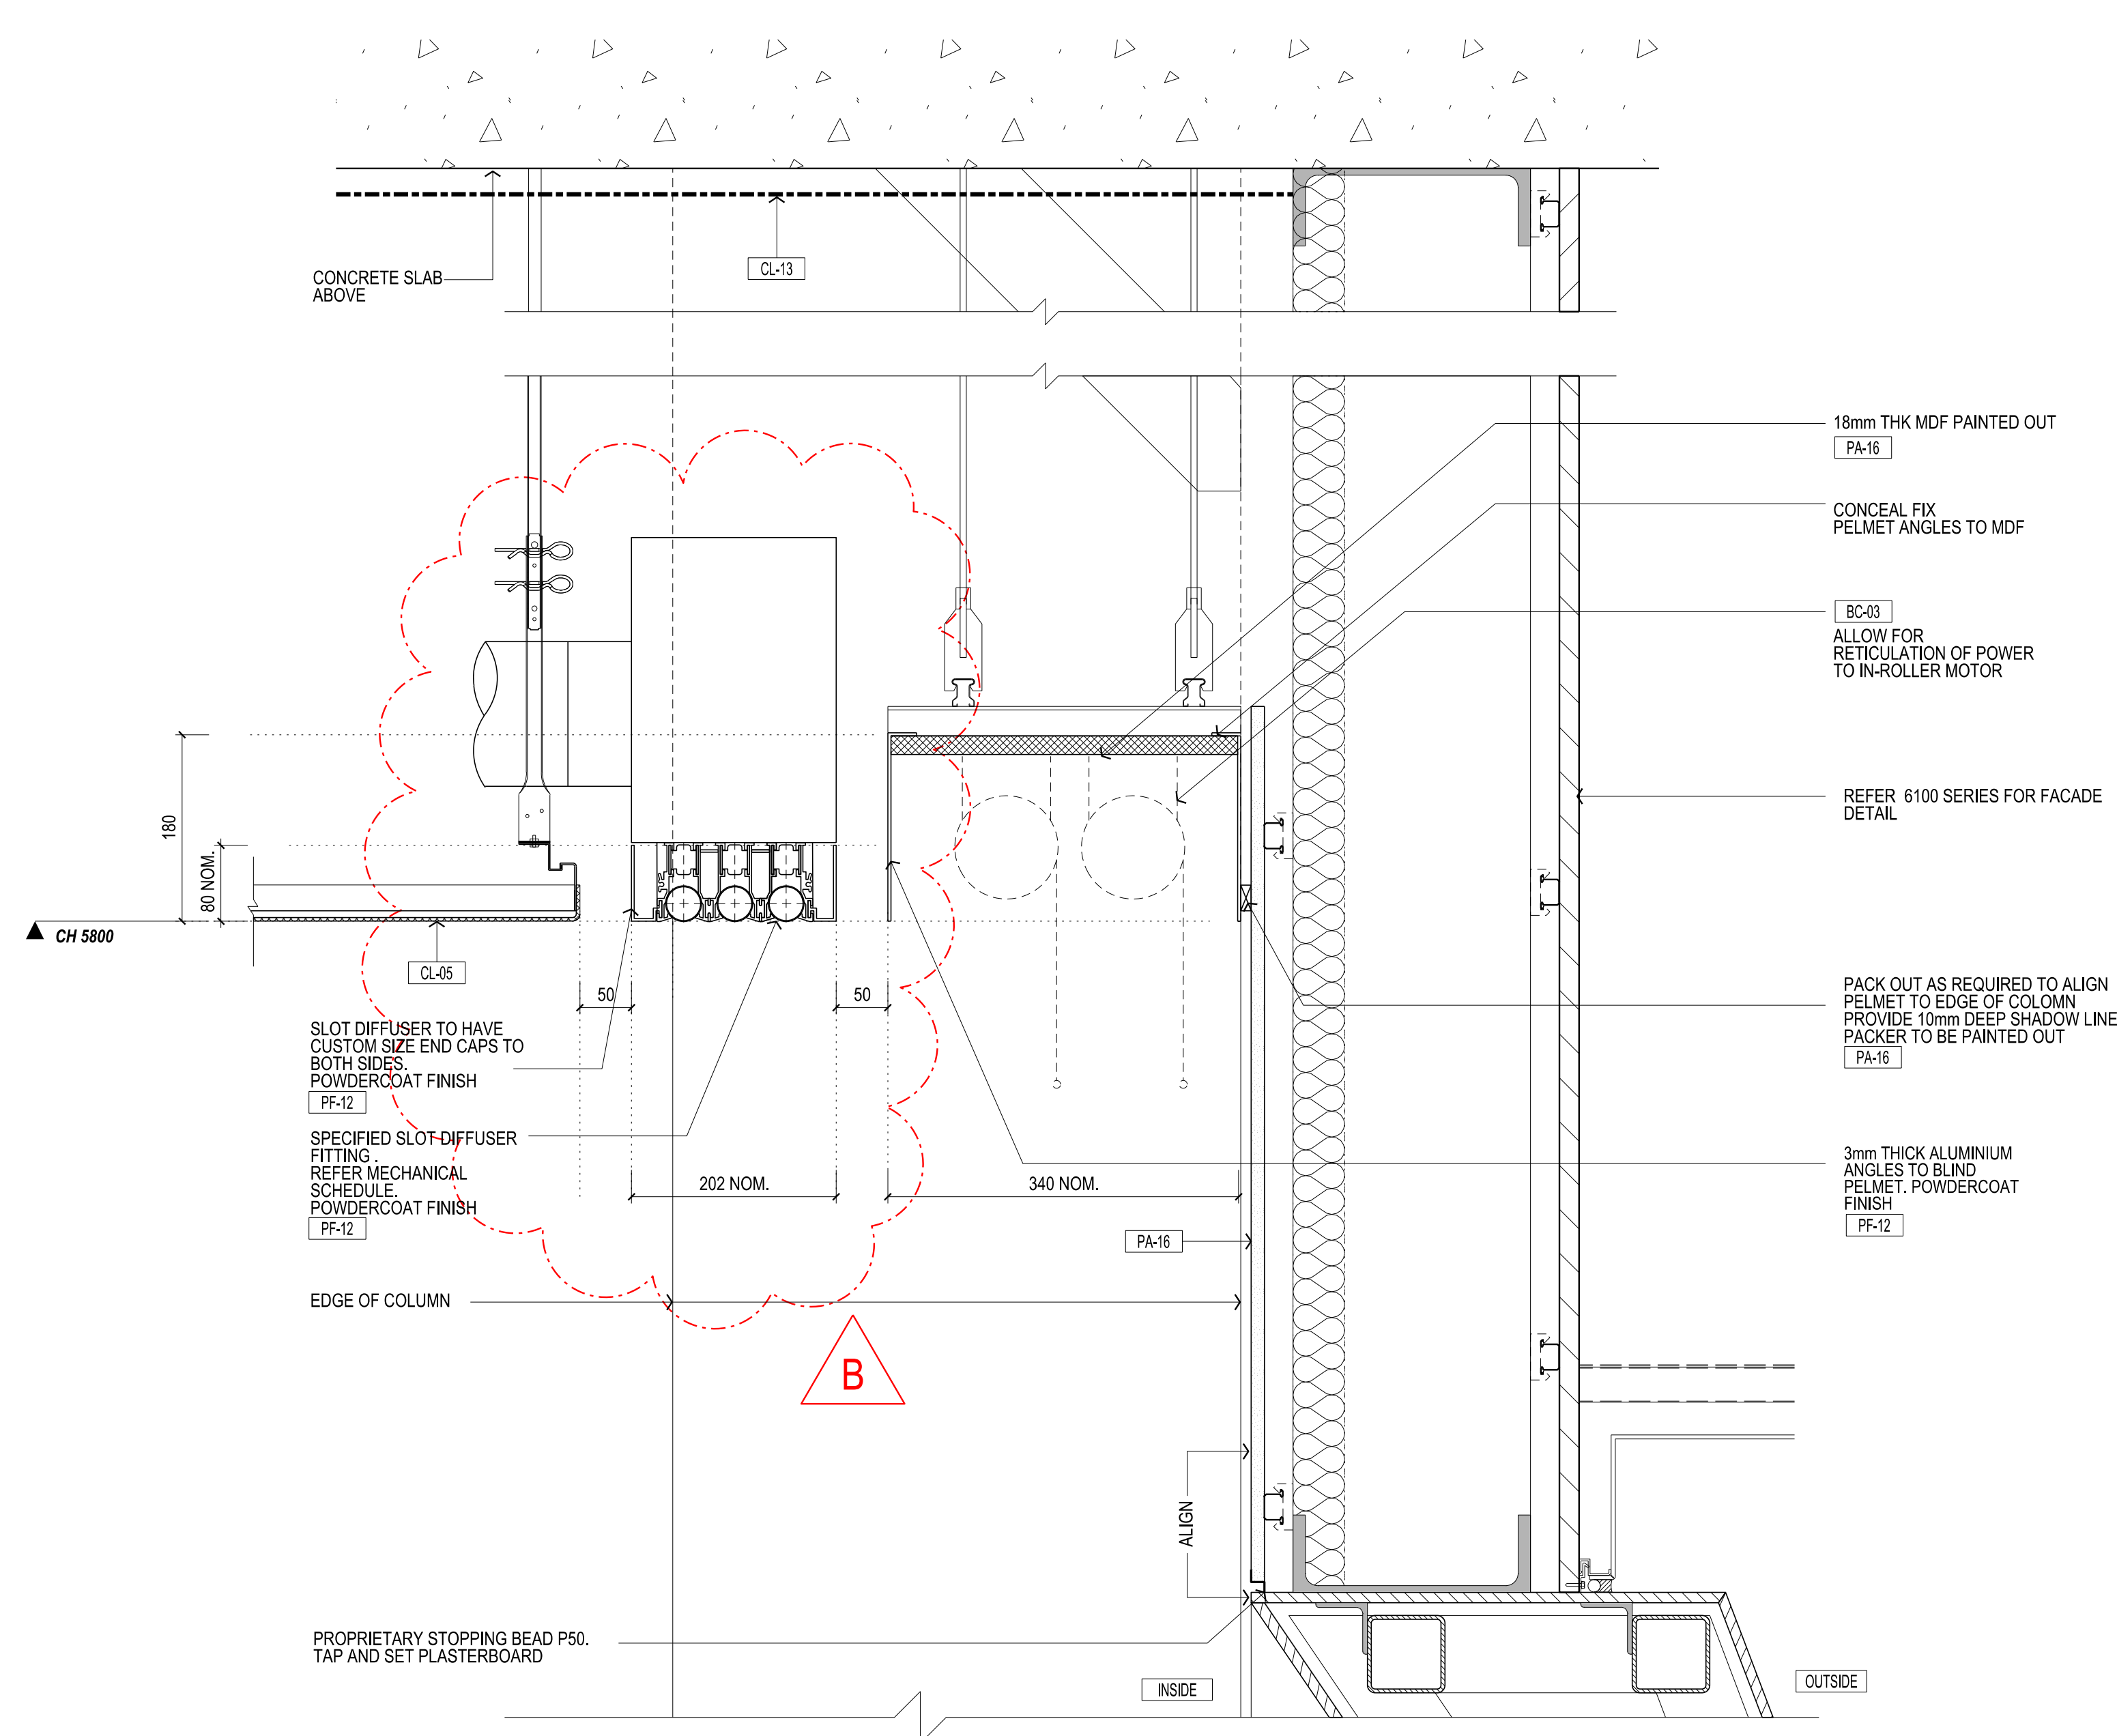 CONCRETE SLAB
ABOVE
CL-13
18mm THK MDF PAINTED OUT
PA-16
CONCEAL FIX
PELMET ANGLES TO MDF
BC-03
ALLOW FOR
RETICULATION OF POWER
TO IN-ROLLER MOTOR
REFER 6100 SERIES FOR FACADE
DETAIL
180
80 NOM.
CH 5800
CL-05
50
50
SLOT DIFFUSER TO HAVE
CUSTOM SIZE END CAPS TO
BOTH SIDES.
POWDERCOAT FINISH
PF-12
PACK OUT AS REQUIRED TO ALIGN
PELMET TO EDGE OF COLOMN
PROVIDE 10mm DEEP SHADOW LINE
PACKER TO BE PAINTED OUT
PA-16
SPECIFIED SLOT DIFFUSER
FITTING .
REFER MECHANICAL
SCHEDULE.
POWDERCOAT FINISH
PF-12
202 NOM.
340 NOM.
3mm THICK ALUMINIUM
ANGLES TO BLIND
PELMET. POWDERCOAT
FINISH
PF-12
PA-16
EDGE OF COLUMN
B
ALIGN
PROPRIETARY STOPPING BEAD P50.
TAP AND SET PLASTERBOARD
INSIDE
OUTSIDE